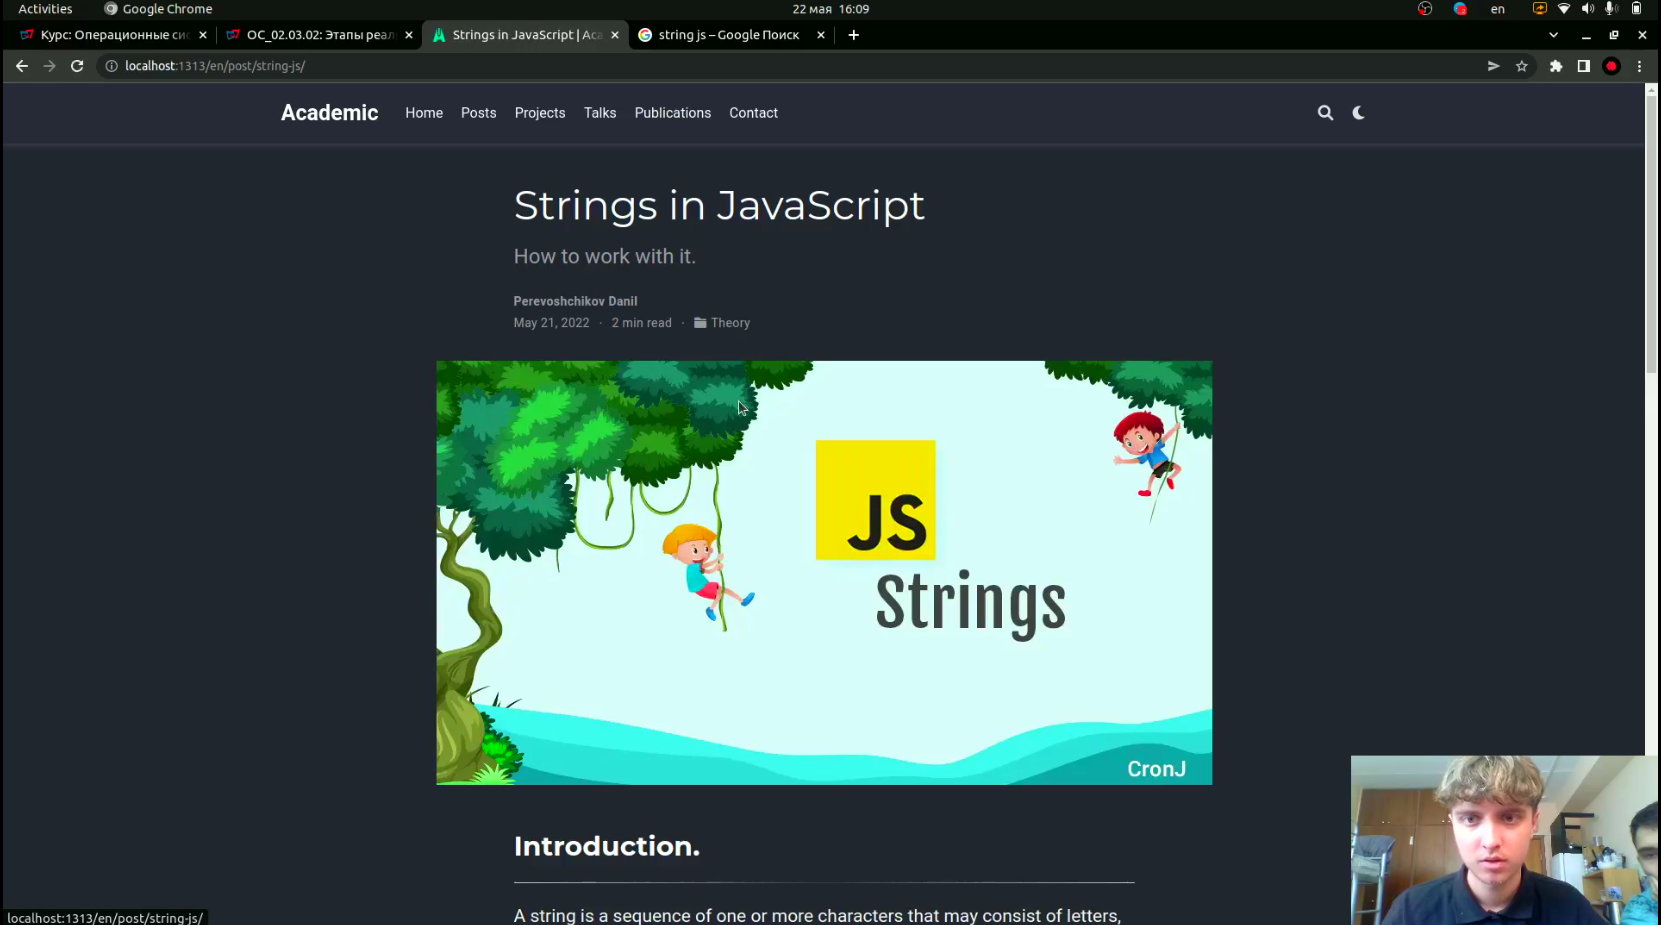 Activities
Google Chrome
22 мая 16:09
en
Курс: Операционные сис
ОС_02.03.02: Этапы реал
Strings in JavaScript | Aca
string js – Google Поиск
localhost:1313/en/post/string-js/
Academic
Home
Posts
Projects
Talks
Publications
Contact
Strings in JavaScript
How to work with it.
Perevoshchikov Danil
May 21, 2022 · 2 min read · Theory
JS
Strings
CronJ
Introduction.
A string is a sequence of one or more characters that may consist of letters,
localhost:1313/en/post/string-js/